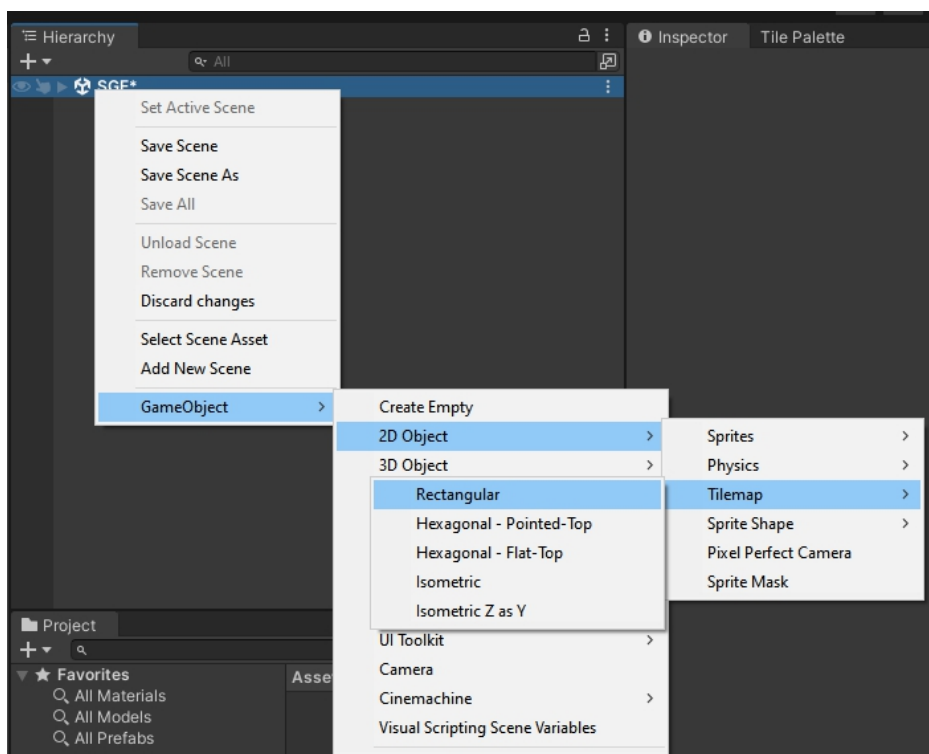 Hierarchy
All
SGE*
Set Active Scene
Save Scene
Save Scene As
Save All
Unload Scene
Remove Scene
Discard changes
Select Scene Asset
Add New Scene
GameObject
Create Empty
2D Object
3D Object
Rectangular
Hexagonal - Pointed-Top
Hexagonal - Flat-Top
Isometric
Isometric Z as Y
UI Toolkit
Camera
Cinemachine
Visual Scripting Scene Variables
Sprites
Physics
Tilemap
Sprite Shape
Pixel Perfect Camera
Sprite Mask
Inspector Tile Palette
Project
Favorites
All Materials
All Models
All Prefabs
Asse